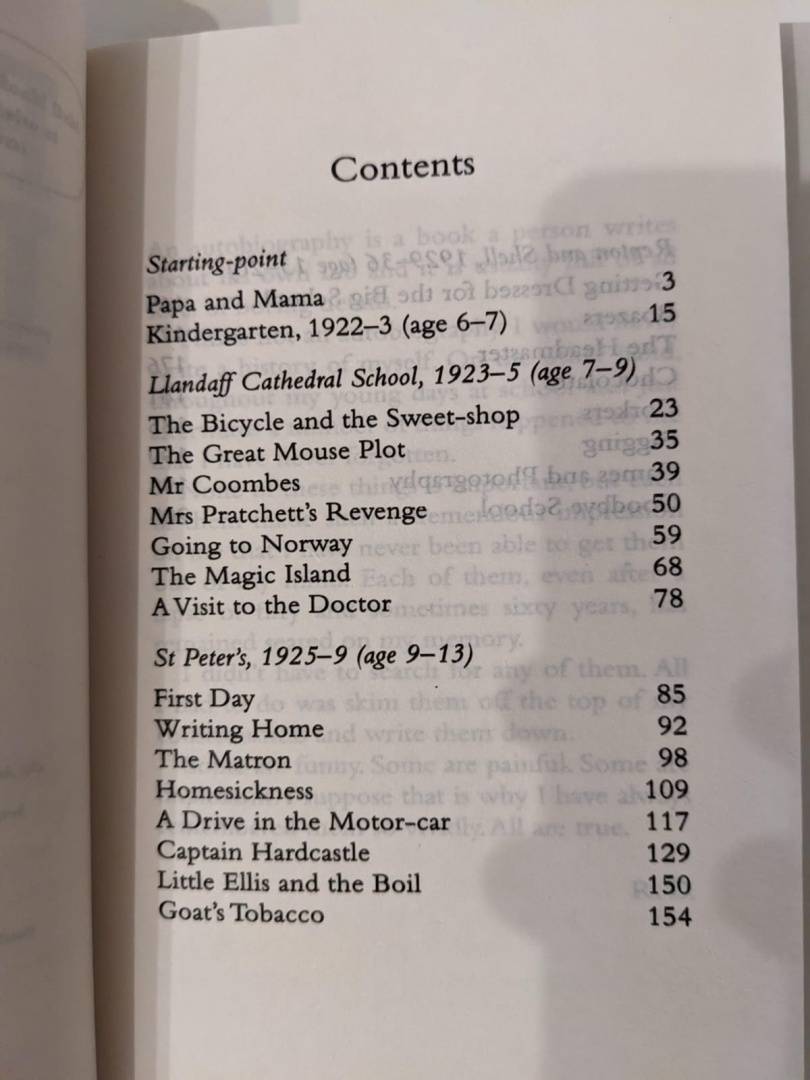 Contents
Starting-point
Papa and Mama 3
Kindergarten, 1922–3 (age 6–7) 15
Llandaff Cathedral School, 1923–5 (age 7–9)
The Bicycle and the Sweet-shop 23
The Great Mouse Plot 35
Mr Coombes 39
Mrs Pratchett's Revenge 50
Going to Norway 59
The Magic Island 68
A Visit to the Doctor 78
St Peter's, 1925–9 (age 9–13)
First Day 85
Writing Home 92
The Matron 98
Homesickness 109
A Drive in the Motor-car 117
Captain Hardcastle 129
Little Ellis and the Boil 150
Goat's Tobacco 154